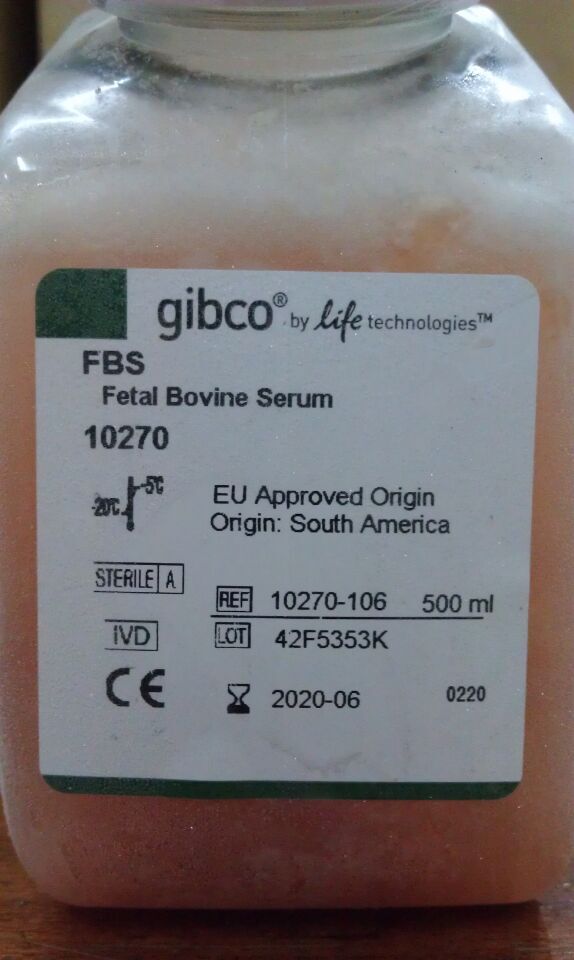 gibco® by life technologies™
FBS
Fetal Bovine Serum
10270
-5°C
-20°C
EU Approved Origin
Origin: South America
STERILE A
REF 10270-106 500 ml
IVD LOT 42F5353K
CE
2020-06 0220